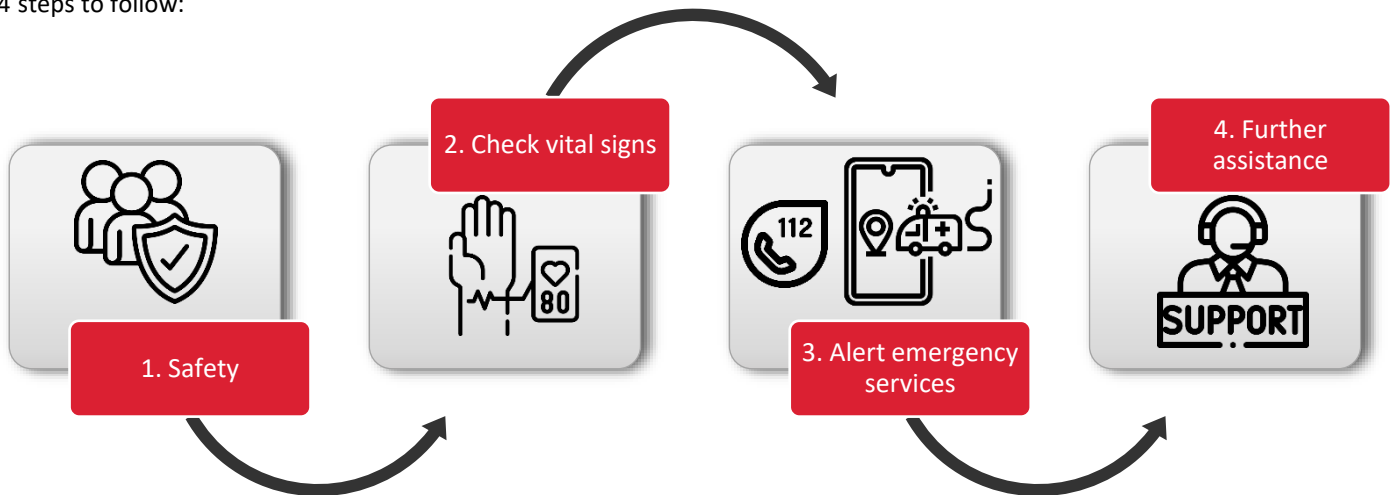 4 steps to follow:
1. Safety
2. Check vital signs
80
112
3. Alert emergency
services
4. Further
assistance
SUPPORT